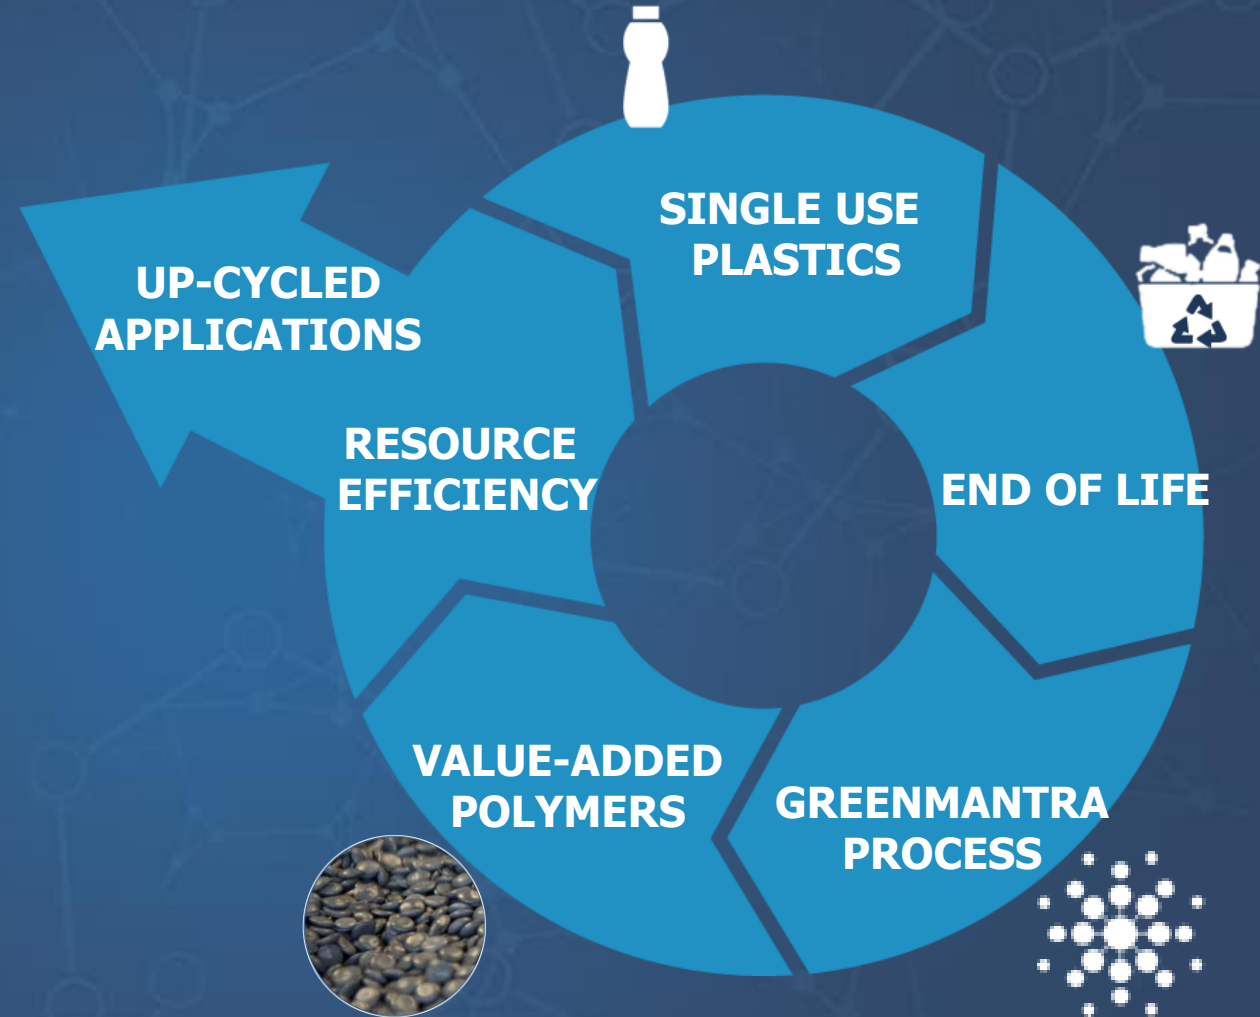 SINGLE USE
PLASTICS
END OF LIFE
GREENMANTRA
PROCESS
VALUE-ADDED
POLYMERS
RESOURCE
EFFICIENCY
UP-CYCLED
APPLICATIONS